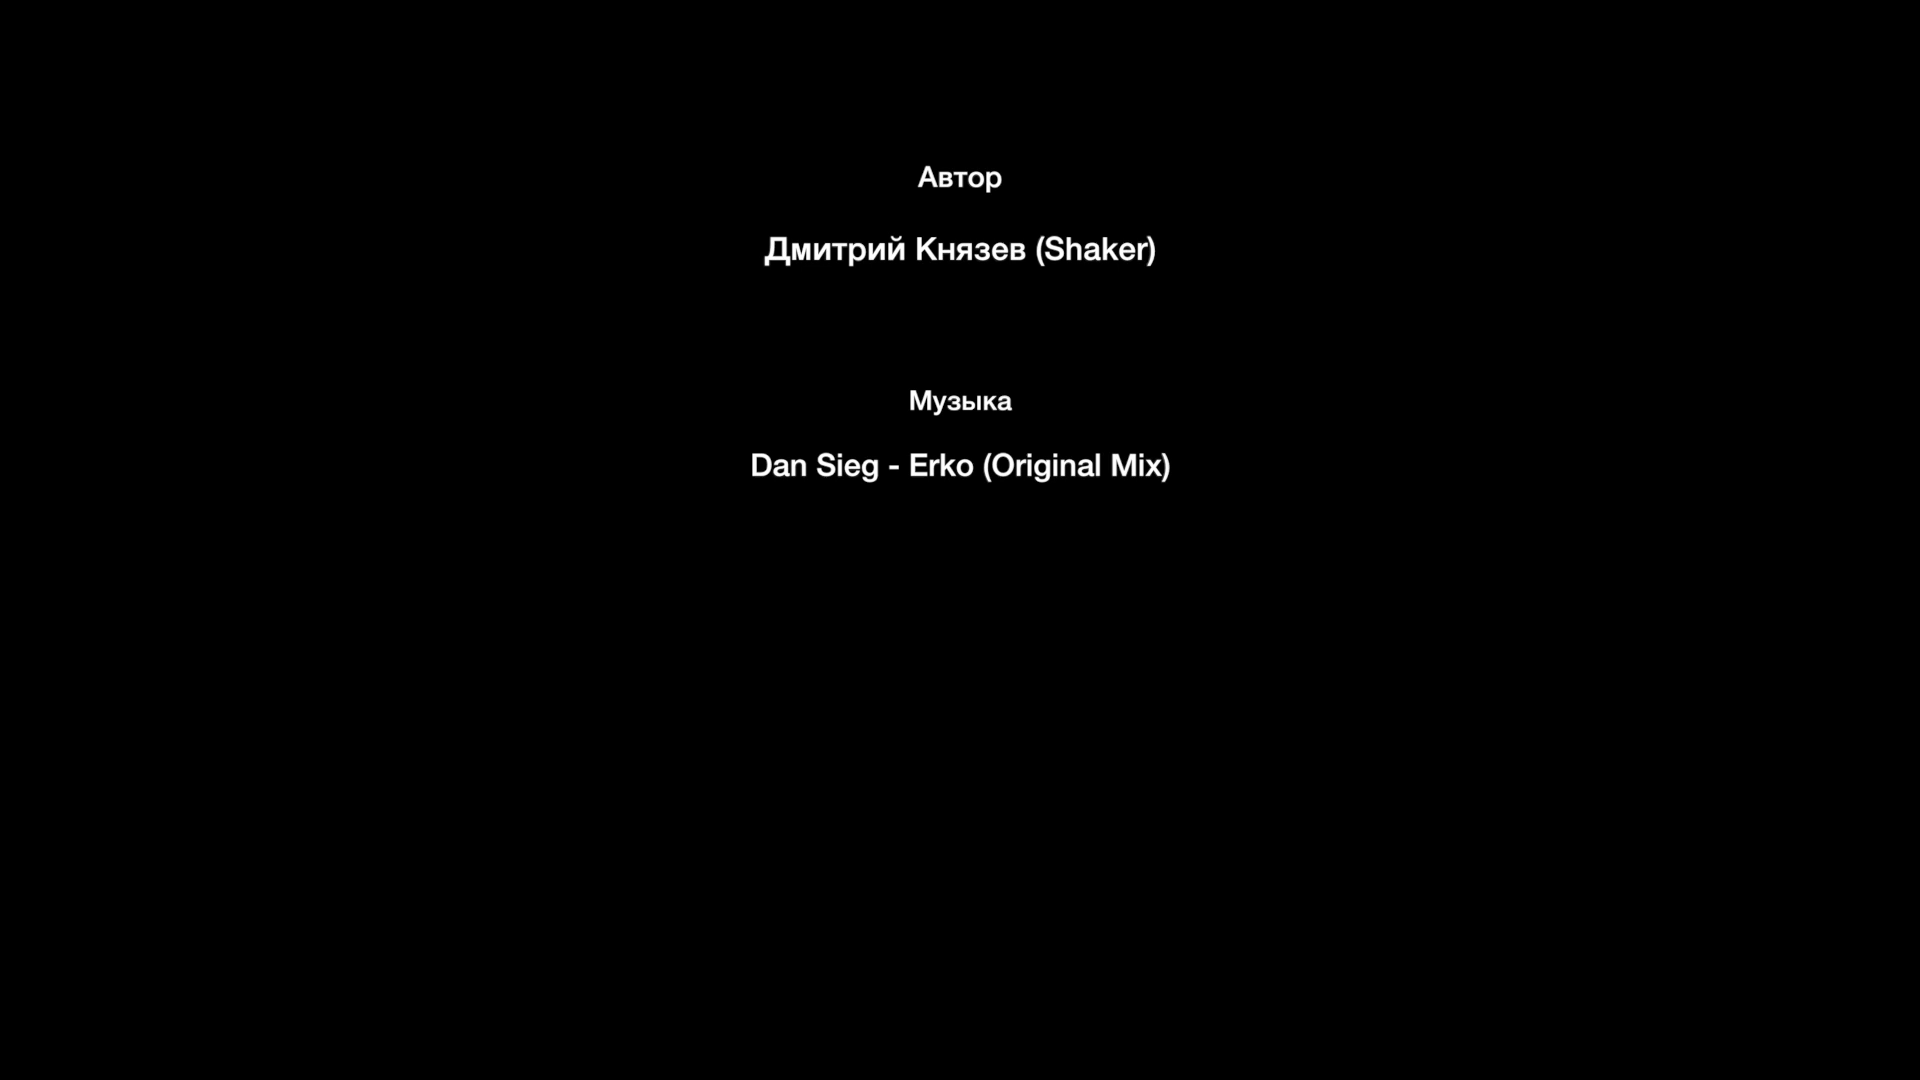 Автор
Дмитрий Князев (Shaker)
Музыка
Dan Sieg - Erko (Original Mix)